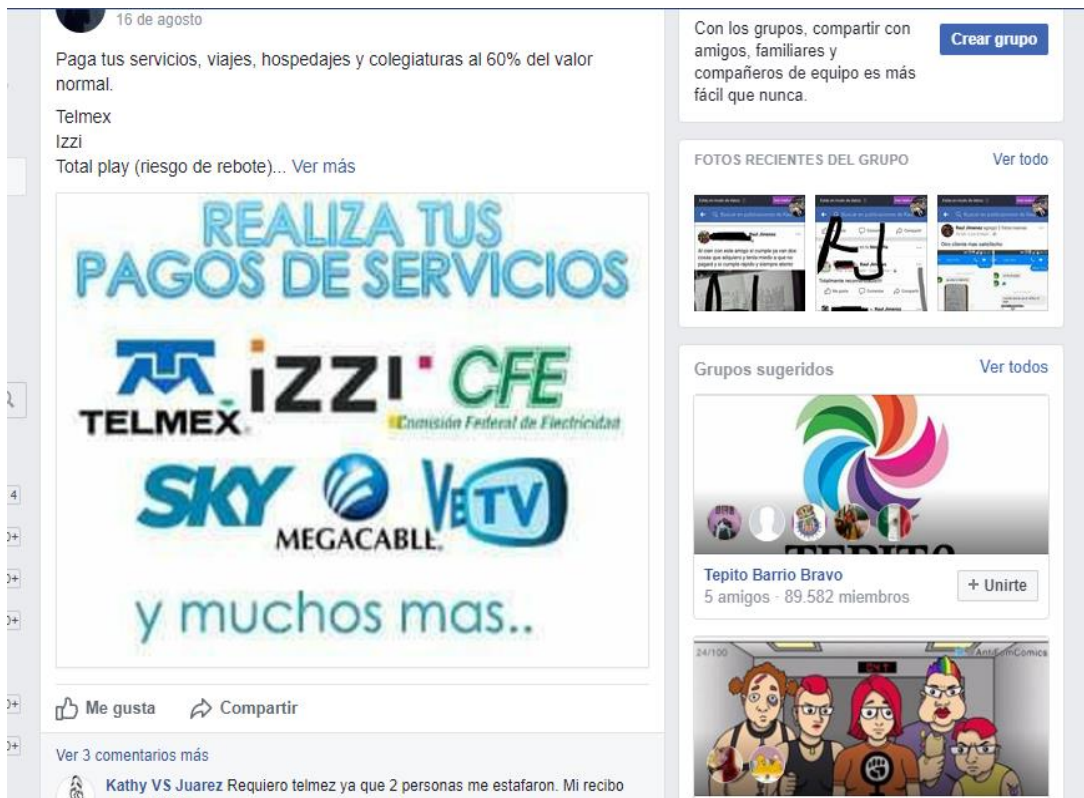 16 de agosto
Paga tus servicios, viajes, hospedajes y colegiaturas al 60% del valor
normal.
Telmex
Izzi
Total play (riesgo de rebote)... Ver más
REALIZA TUS
PAGOS DE SERVICIOS
TELMEX
izzi
CFE
Comisión Federal de Electricidad
SKY
MEGACABLE
VETV
y muchos mas..
Me gusta
Compartir
Ver 3 comentarios más
Kathy VS Juarez Requiero telmez ya que 2 personas me estafaron. Mi recibo
Con los grupos, compartir con
amigos, familiares y
compañeros de equipo es más
fácil que nunca.
Crear grupo
FOTOS RECIENTES DEL GRUPO
Ver todo
Grupos sugeridos
Ver todos
TEPITO
Tepito Barrio Bravo
5 amigos · 89.582 miembros
+ Unirte
24/100
@AntiFemComics